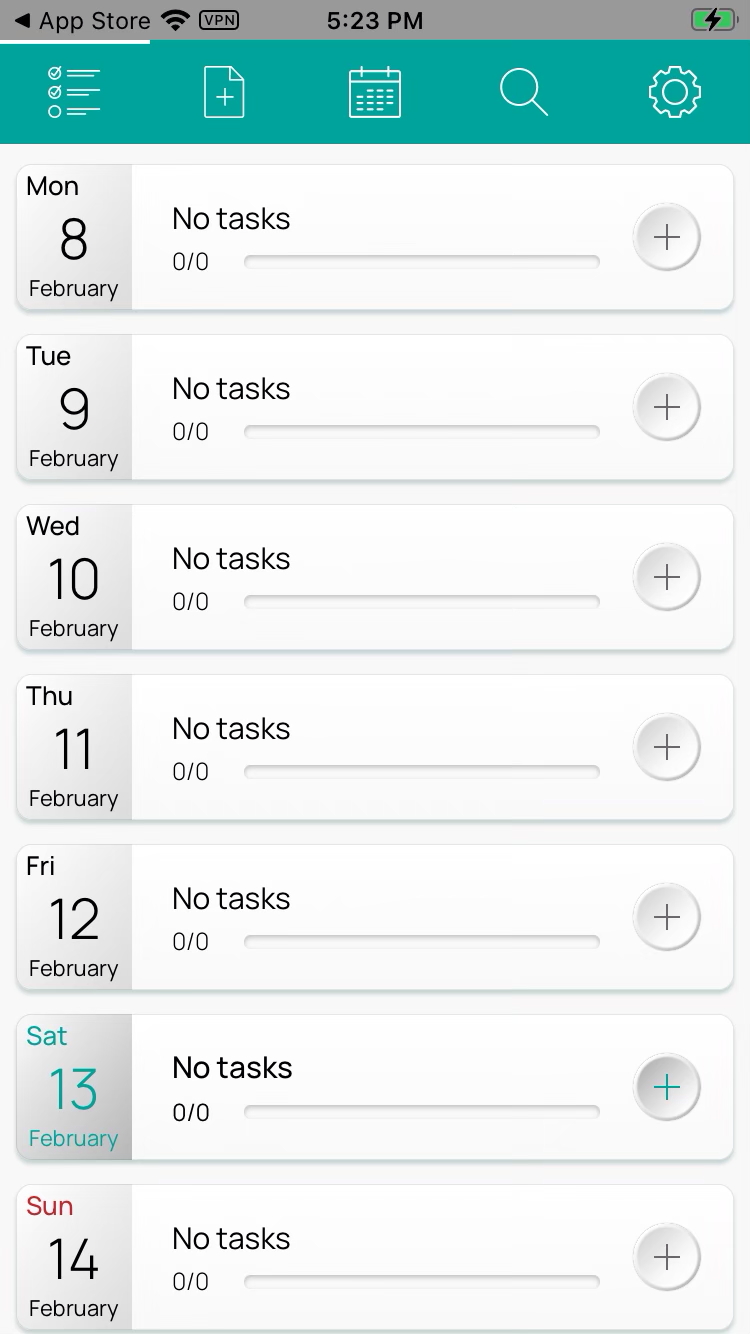 ◀ App Store VPN 5:23 PM
Mon
8
February
No tasks
0/0
Tue
9
February
No tasks
0/0
Wed
10
February
No tasks
0/0
Thu
11
February
No tasks
0/0
Fri
12
February
No tasks
0/0
Sat
13
February
No tasks
0/0
Sun
14
February
No tasks
0/0